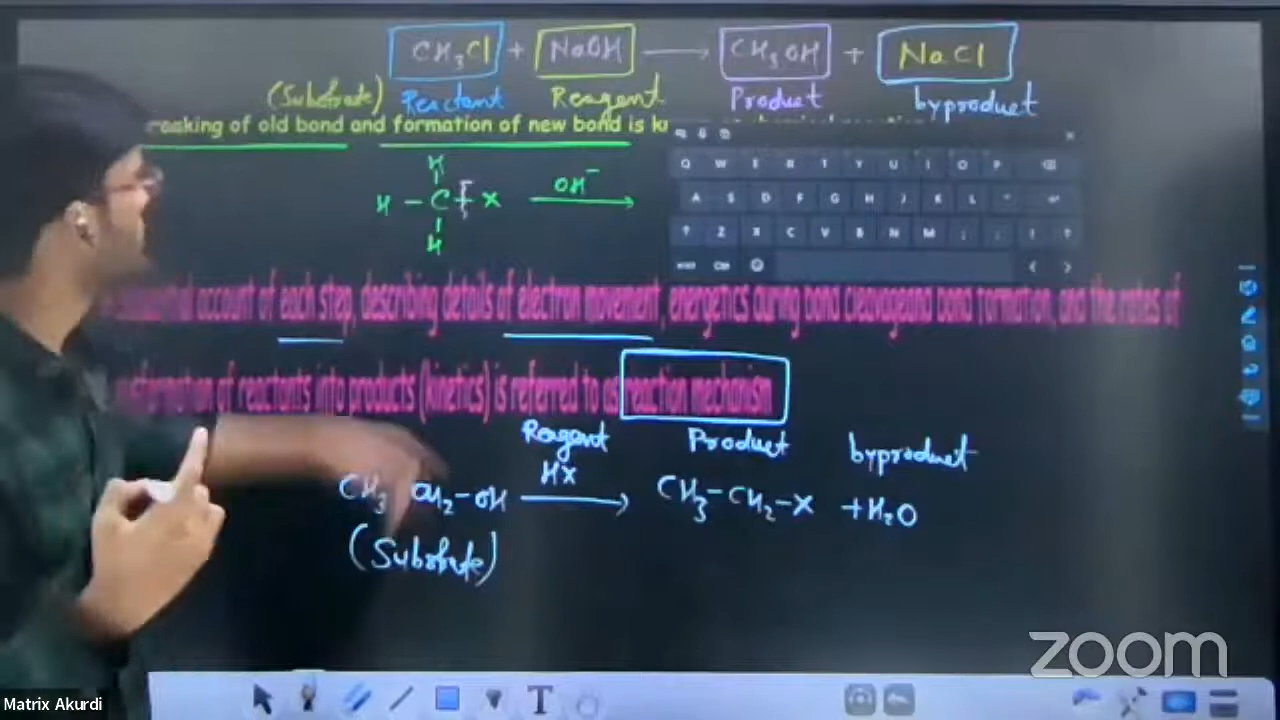 CH3Cl + NaOH → CH3OH + NaCl
(Substrate) Reactant Reagent Product byproduct
reaking of old bond and formation of new bond is
H
H - C - X OH⁻ →
H
Q W E R T Y U I O P
A S D F G H J K L
Z X C V B N M
account of each step, describing details of electron movement, energetics during bond cleavage and bond formation, and the rates of
of reactants into products (kinetics) is referred to as reaction mechanism
Reagent Product byproduct
HX
CH3 CH2-OH → CH3-CH2-X +H2O
(Substrate)
zoom
T
Matrix Akurdi